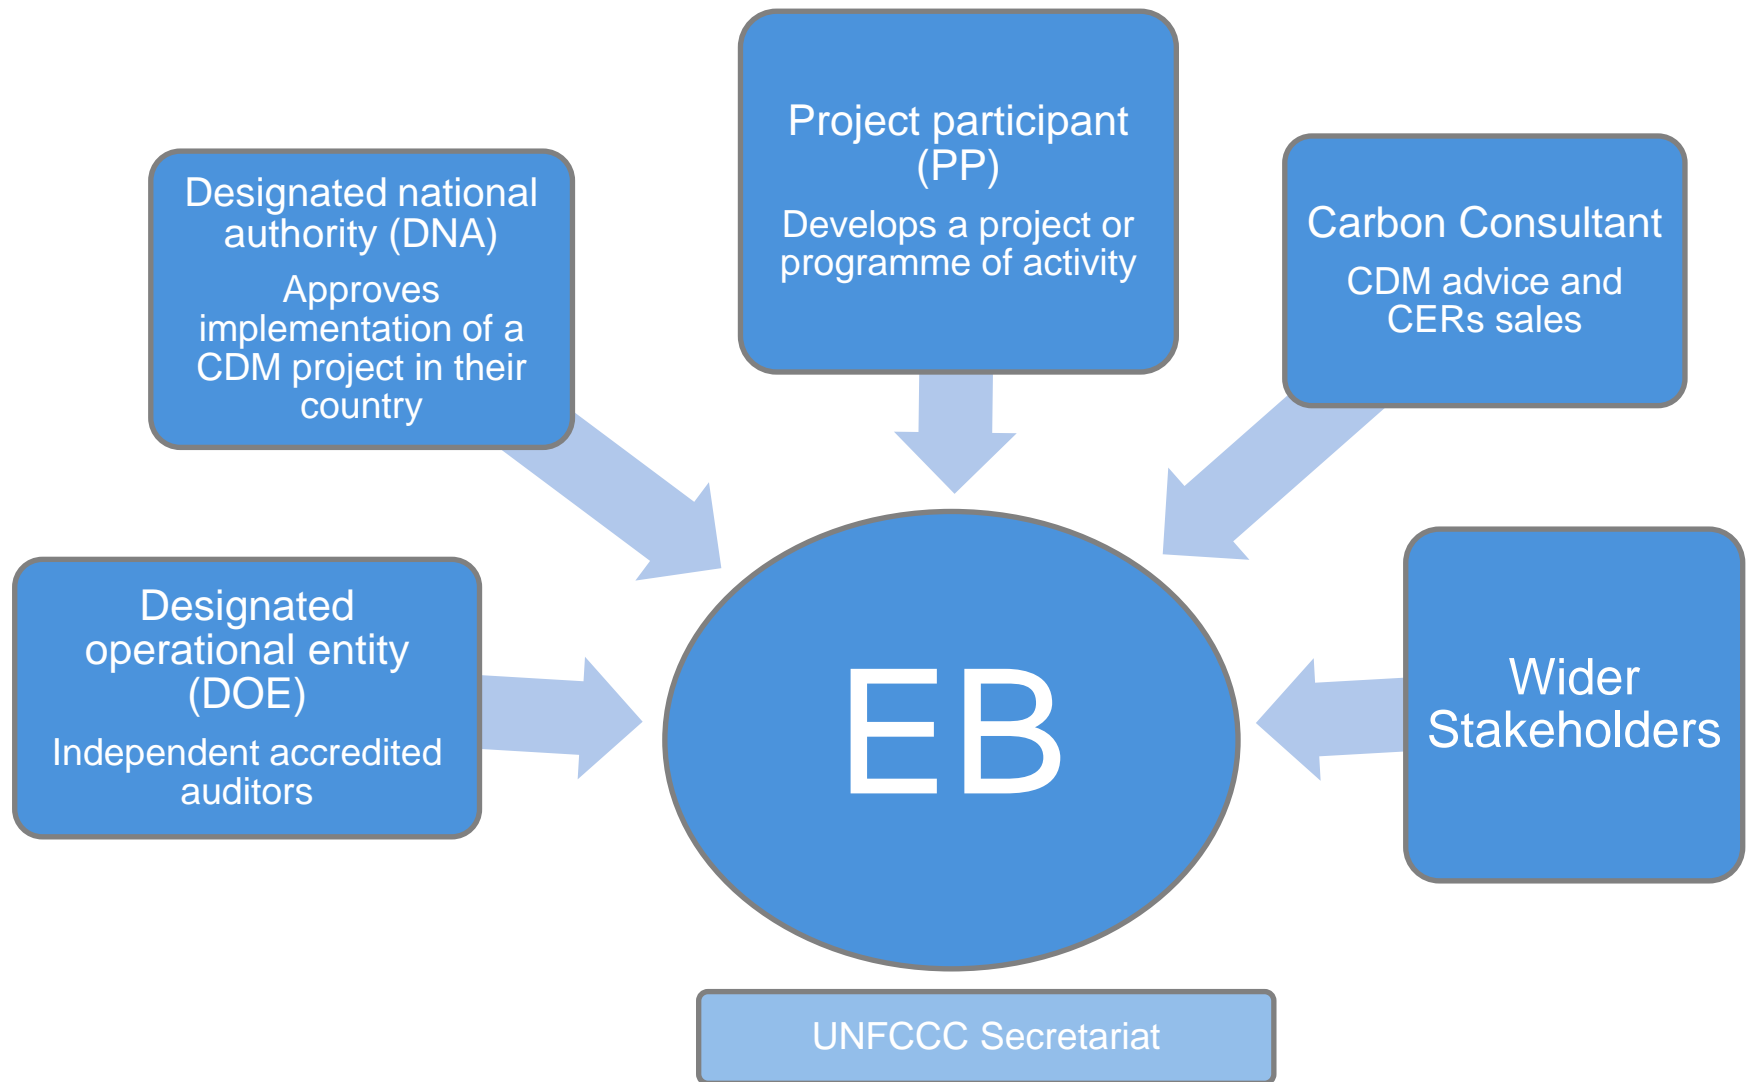 Project participant
(PP)
Develops a project or
programme of activity
Designated national
authority (DNA)
Approves
implementation of a
CDM project in their
country
Carbon Consultant
CDM advice and
CERs sales
Designated
operational entity
(DOE)
Independent accredited
auditors
EB
Wider
Stakeholders
UNFCCC Secretariat